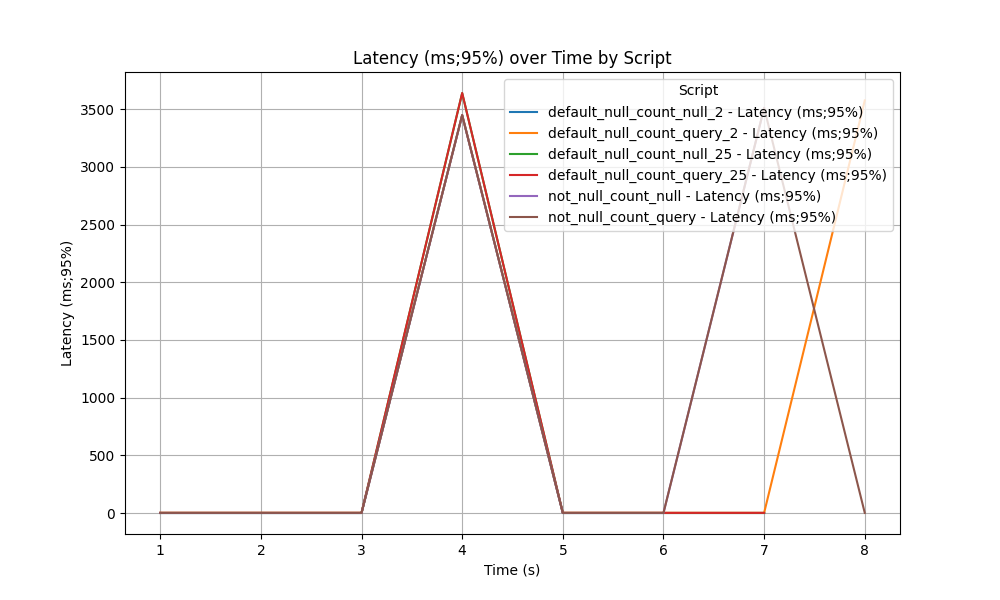 Latency (ms;95%) over Time by Script
Script
default_null_count_null_2 - Latency (ms;95%)
default_null_count_query_2 - Latency (ms;95%)
default_null_count_null_25 - Latency (ms;95%)
default_null_count_query_25 - Latency (ms;95%)
not_null_count_null - Latency (ms;95%)
not_null_count_query - Latency (ms;95%)
Latency (ms;95%)
3500
3000
2500
2000
1500
1000
500
0
1 2 3 4 5 6 7 8
Time (s)